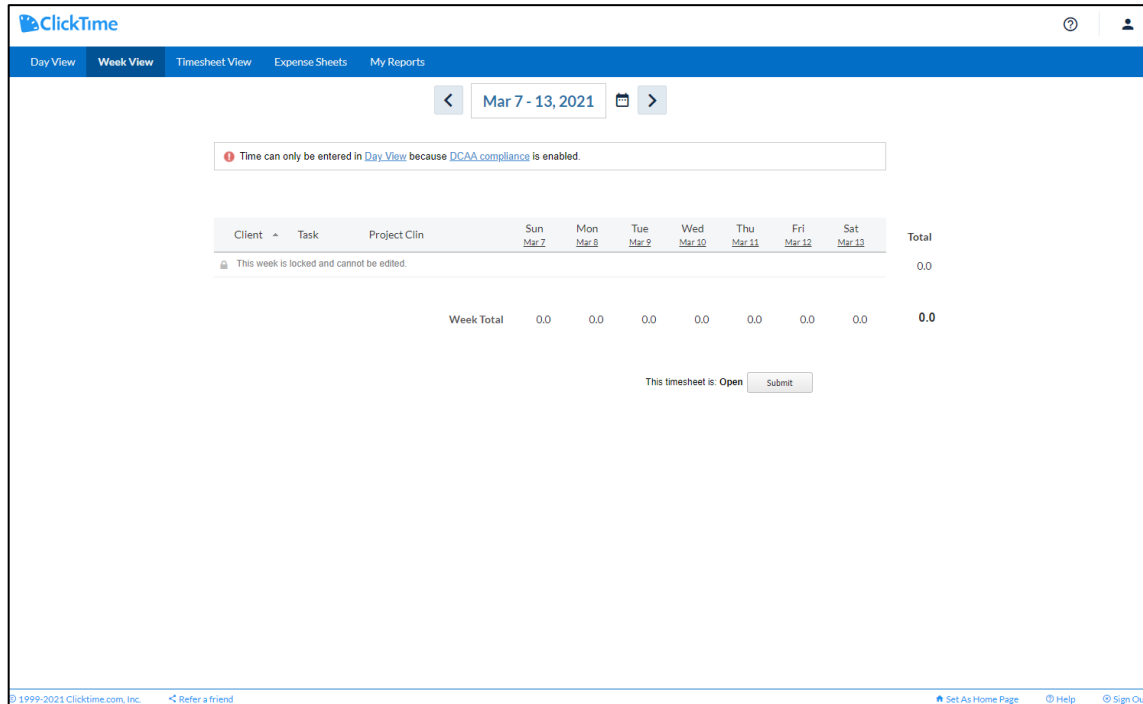 ClickTime
Day View Week View Timesheet View Expense Sheets My Reports
Mar 7 - 13, 2021
Time can only be entered in Day View because DCAA compliance is enabled.
Client Task Project Clin Sun Mon Tue Wed Thu Fri Sat Total
Mar 7 Mar 8 Mar 9 Mar 10 Mar 11 Mar 12 Mar 13
This week is locked and cannot be edited. 0.0
Week Total 0.0 0.0 0.0 0.0 0.0 0.0 0.0 0.0
This timesheet is: Open Submit
© 1999-2021 Clicktime.com, Inc. Refer a friend Set As Home Page Help Sign Ou